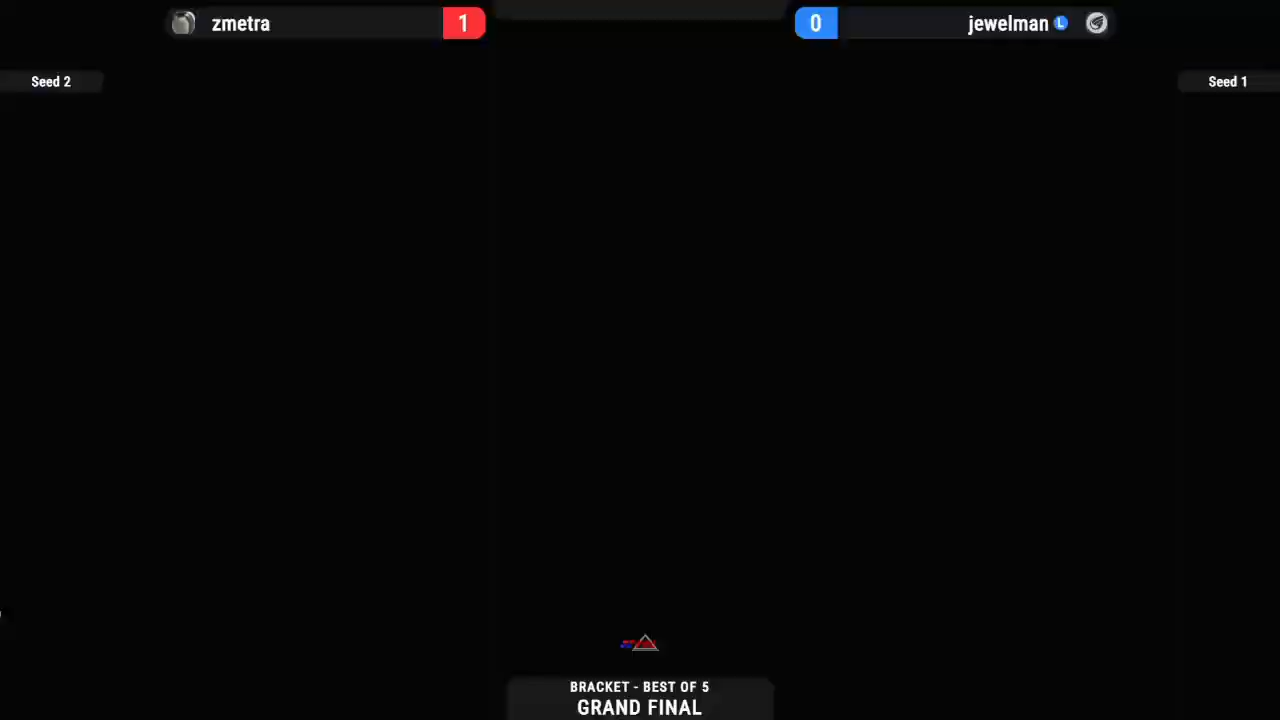 zmetra
1
0
jewelman L
Seed 2
Seed 1
BRACKET - BEST OF 5
GRAND FINAL